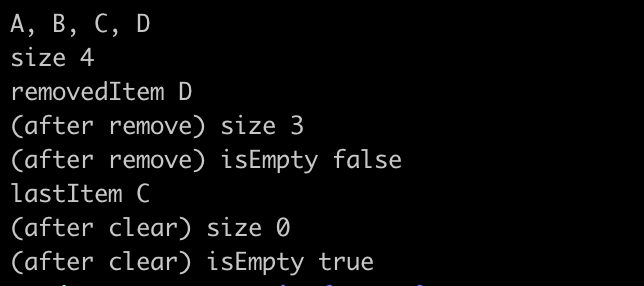 A, B, C, D
size 4
removedItem D
(after remove) size 3
(after remove) isEmpty false
lastItem C
(after clear) size 0
(after clear) isEmpty true